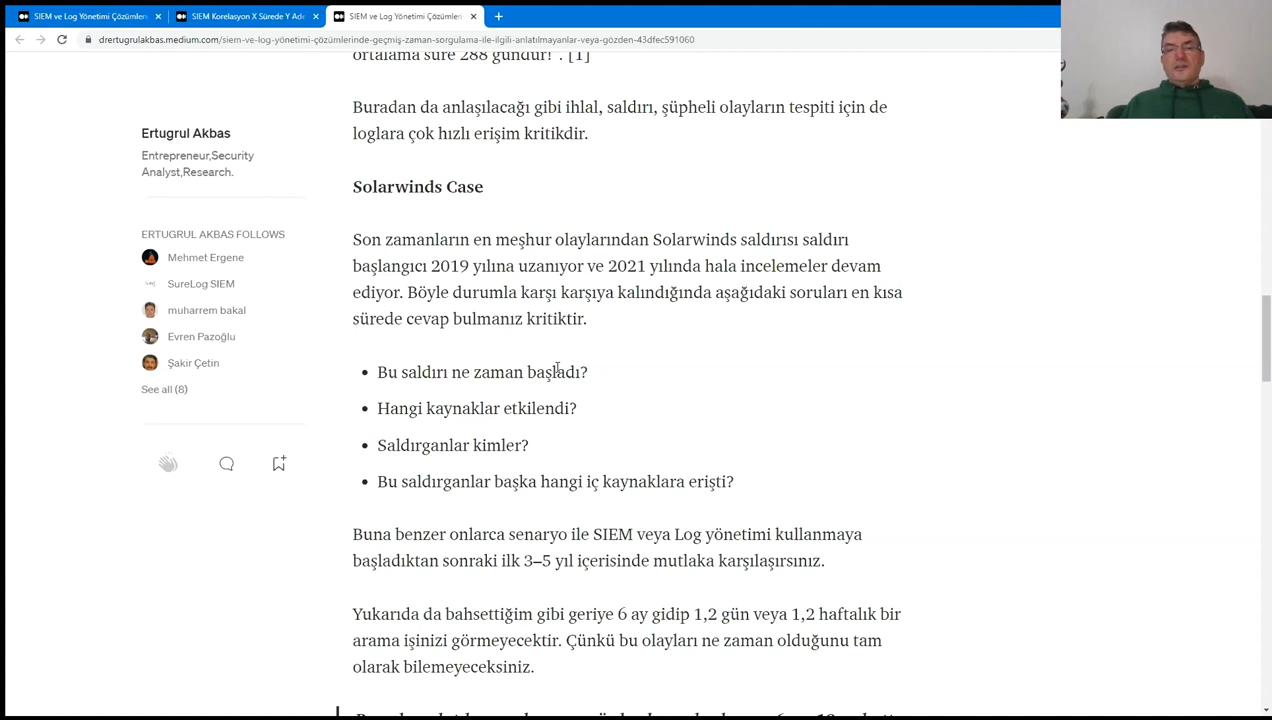 SIEM ve Log Yönetimi Çözümlerin
SIEM Korelasyon X Sürede Y Ade
SIEM ve Log Yönetimi Çözümlerin
drertugrulakbas.medium.com/siem-ve-log-yönetimi-çözümlerinde-geçmiş-zaman-sorgulama-ile-ilgili-anlatılmayanlar-veya-gözden-43dfec591060
ortalama süre 288 gündür!". [1]
Buradan da anlaşılacağı gibi ihlal, saldırı, şüpheli olayların tespiti için de
loglara çok hızlı erişim kritikdir.
Ertugrul Akbas
Entrepreneur,Security
Analyst,Research.
ERTUGRUL AKBAS FOLLOWS
Mehmet Ergene
SureLog SIEM
muharrem bakal
Evren Pazoğlu
Şakir Çetin
See all (8)
Solarwinds Case
Son zamanların en meşhur olaylarından Solarwinds saldırısı saldırı
başlangıcı 2019 yılına uzanıyor ve 2021 yılında hala incelemeler devam
ediyor. Böyle durumla karşı karşıya kalındığında aşağıdaki soruları en kısa
sürede cevap bulmanız kritiktir.
• Bu saldırı ne zaman başladı?
• Hangi kaynaklar etkilendi?
• Saldırganlar kimler?
• Bu saldırganlar başka hangi iç kaynaklara erişti?
Buna benzer onlarca senaryo ile SIEM veya Log yönetimi kullanmaya
başladıktan sonraki ilk 3–5 yıl içerisinde mutlaka karşılaşırsınız.
Yukarıda da bahsettiğim gibi geriye 6 ay gidip 1,2 gün veya 1,2 haftalık bir
arama işinizi görmeyecektir. Çünkü bu olayları ne zaman olduğunu tam
olarak bilemeyeceksiniz.